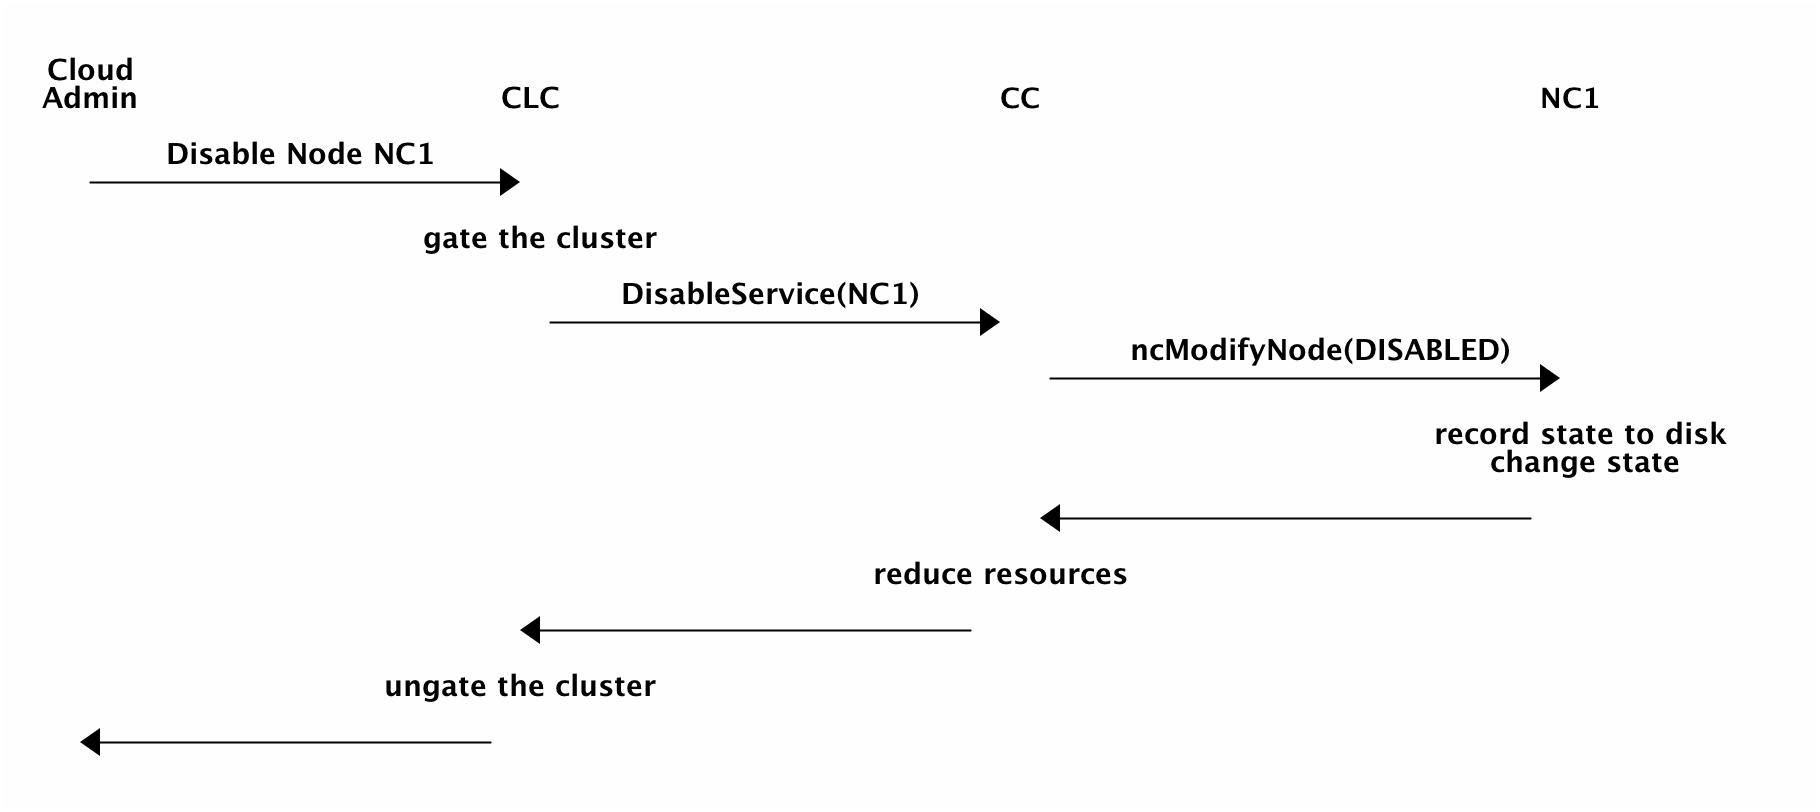 Cloud
Admin
CLC
CC
NC1
Disable Node NC1
gate the cluster
DisableService(NC1)
ncModifyNode(DISABLED)
record state to disk
change state
reduce resources
ungate the cluster